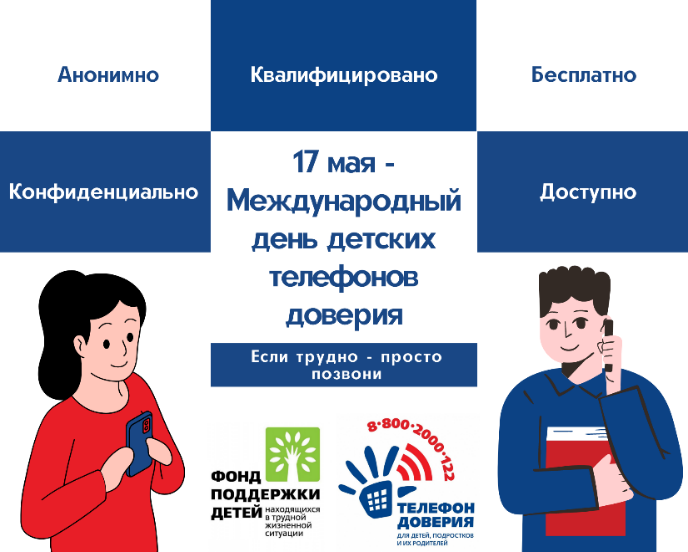 Анонимно
Квалифицировано
Бесплатно
Конфиденциально
Доступно
17 мая -
Международный
день детских
телефонов
доверия
Если трудно - просто
позвони
ФОНД
ПОДДЕРЖКИ
ДЕТЕЙ
находящихся
в трудной
жизненной
ситуации
8-800-2000-122
ТЕЛЕФОН
ДОВЕРИЯ
ДЛЯ ДЕТЕЙ, ПОДРОСТКОВ
И ИХ РОДИТЕЛЕЙ